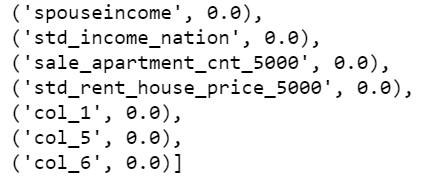 ('spouseincome', 0.0),
('std_income_nation', 0.0),
('sale_apartment_cnt_5000', 0.0),
('std_rent_house_price_5000', 0.0),
('col_1', 0.0),
('col_5', 0.0),
('col_6', 0.0)]